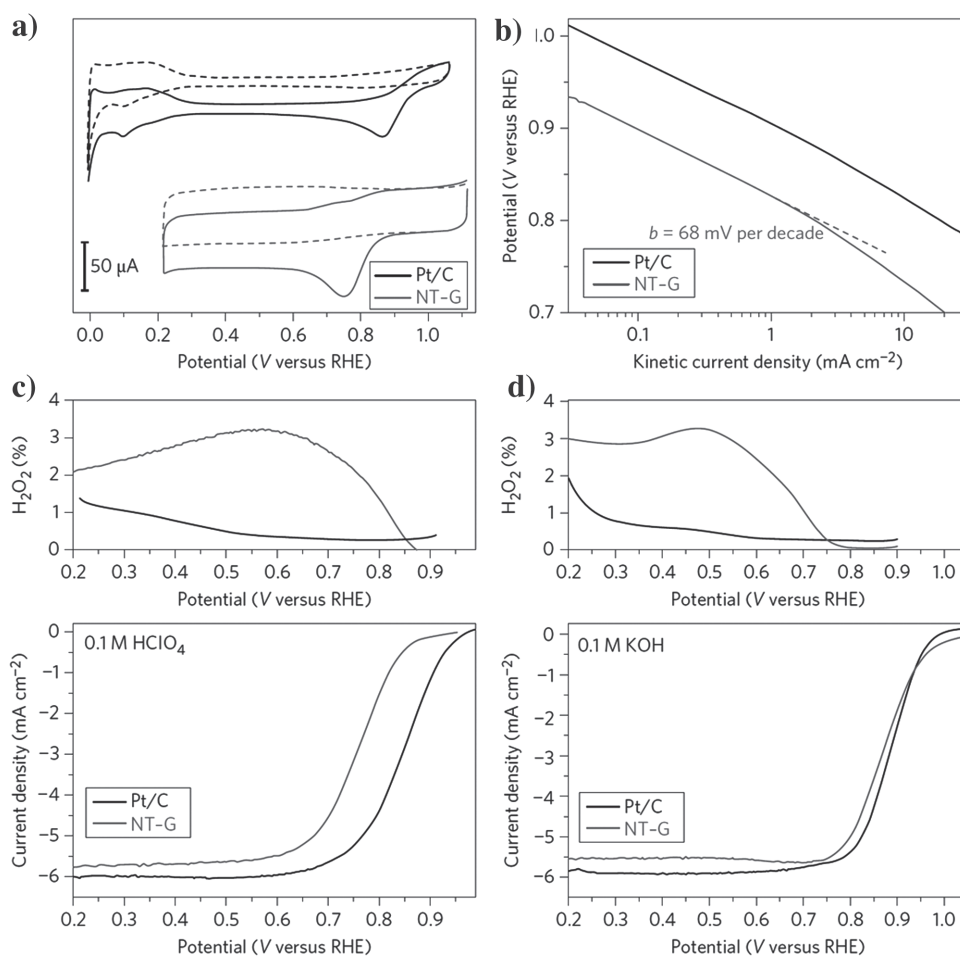 a)
50 μA
Pt/C
NT–G
0.0 0.2 0.4 0.6 0.8 1.0
Potential (V versus RHE)
b)
1.0
0.9
0.8
0.7
Potential (V versus RHE)
b = 68 mV per decade
Pt/C
NT–G
0.1 1 10
Kinetic current density (mA cm⁻²)
c)
4
3
2
1
0
H₂O₂ (%)
0.2 0.3 0.4 0.5 0.6 0.7 0.8 0.9
Potential (V versus RHE)
0
−1
−2
−3
−4
−5
−6
Current density (mA cm⁻²)
0.1 M HClO₄
Pt/C
NT–G
0.2 0.3 0.4 0.5 0.6 0.7 0.8 0.9
Potential (V versus RHE)
d)
4
3
2
1
0
H₂O₂ (%)
0.2 0.3 0.4 0.5 0.6 0.7 0.8 0.9 1.0
Potential (V versus RHE)
0
−1
−2
−3
−4
−5
−6
Current density (mA cm⁻²)
0.1 M KOH
Pt/C
NT–G
0.2 0.3 0.4 0.5 0.6 0.7 0.8 0.9 1.0
Potential (V versus RHE)